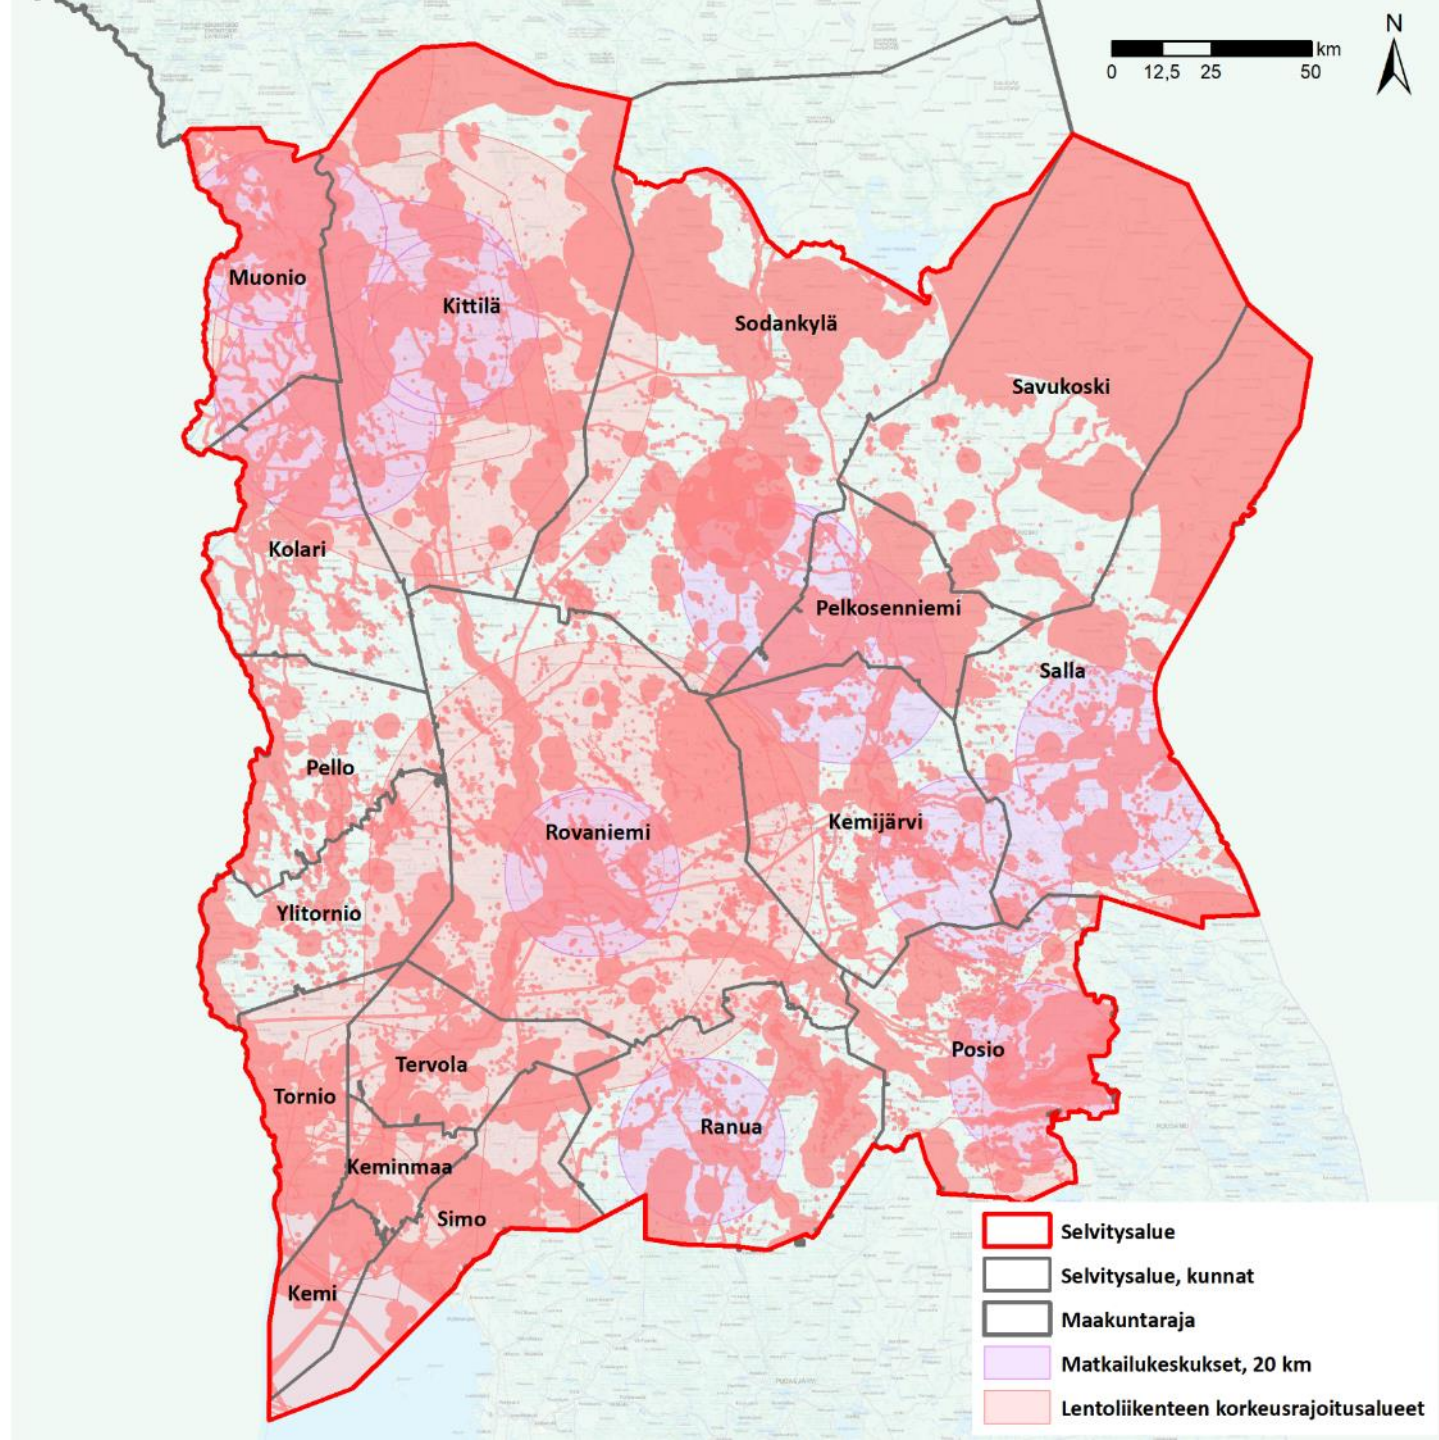 N
km
0 12,5 25 50
Muonio
Kittilä
Sodankylä
Savukoski
Kolari
Pelkosenniemi
Salla
Pello
Rovaniemi
Kemijärvi
Ylitornio
Posio
Tervola
Tornio
Ranua
Keminmaa
Simo
Kemi
Selvitysalue
Selvitysalue, kunnat
Maakuntaraja
Matkailukeskukset, 20 km
Lentoliikenteen korkeusrajoitusalueet